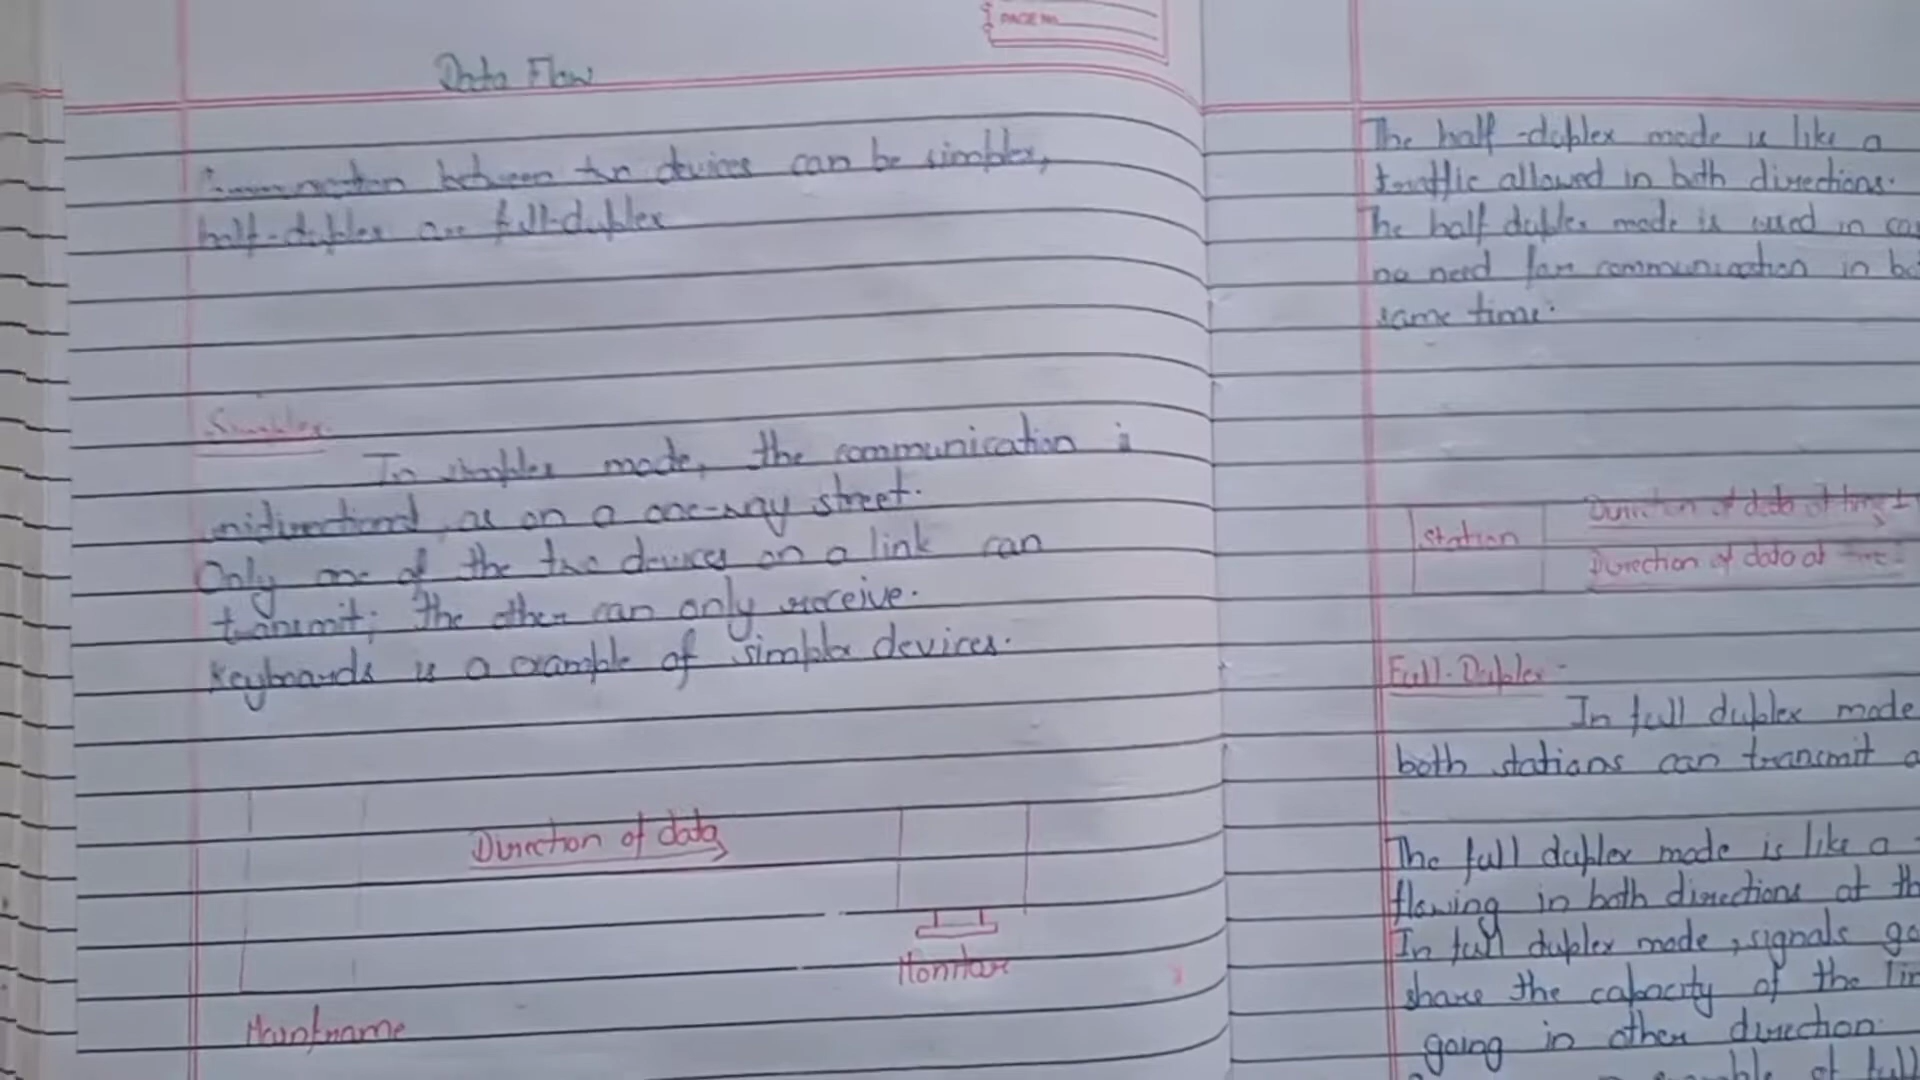 PAGE No.
Data Flow
Communication between two devices can be simplex,
half-duplex are full-duplex
Simplex
In simplex mode, the communication is
unidirectional, as on a one-way street.
Only one of the two devices on a link can
transmit; the other can only receive.
Keyboards is a example of simplex devices.
Direction of data
Monitor
Mainframe
The half-duplex mode is like a
traffic allowed in both directions.
The half duplex mode is used in
no need for communication in
same time.
Station
Direction of data at time 1
Direction of data at time
Full-Duplex-
In full duplex mode
both stations can transmit
The full duplex mode is like a
flowing in both directions at
In full duplex mode, signals
share the capacity of the
going in other direction.
of full